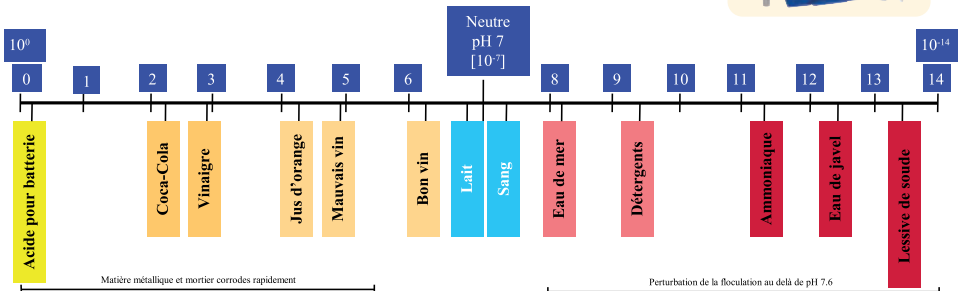 Neutre
pH 7
[10⁻⁷]
10⁰
10⁻¹⁴
0 1 2 3 4 5 6 8 9 10 11 12 13 14
Acide pour batterie
Coca-Cola
Vinaigre
Jus d'orange
Mauvais vin
Bon vin
Lait
Sang
Eau de mer
Détergents
Ammoniaque
Eau de javel
Lessive de soude
Matière métallique et mortier corrodes rapidement
Perturbation de la floculation au delà de pH 7.6